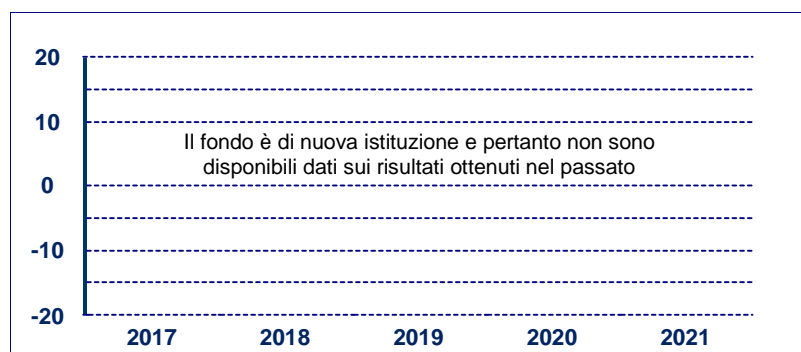 20
10
Il fondo è di nuova istituzione e pertanto non sono
disponibili dati sui risultati ottenuti nel passato
0
-10
-20
2017 2018 2019 2020 2021